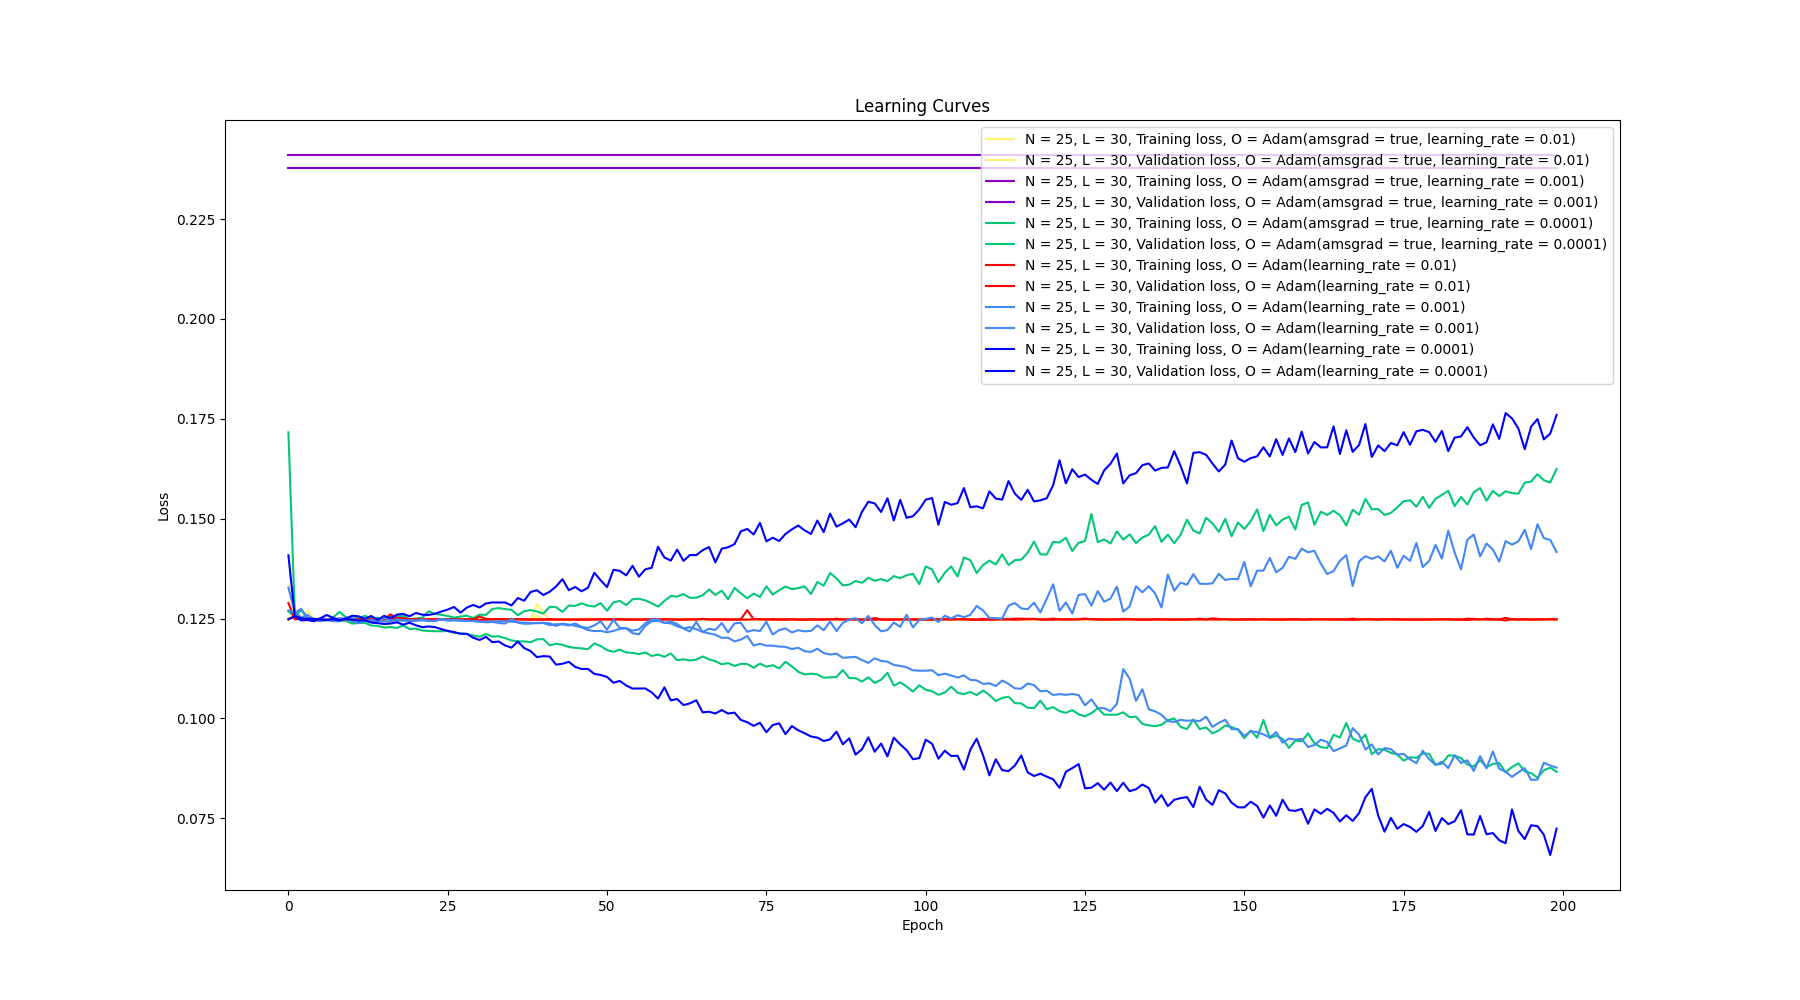 Learning Curves
N = 25, L = 30, Training loss, O = Adam(amsgrad = true, learning_rate = 0.01)
N = 25, L = 30, Validation loss, O = Adam(amsgrad = true, learning_rate = 0.01)
N = 25, L = 30, Training loss, O = Adam(amsgrad = true, learning_rate = 0.001)
N = 25, L = 30, Validation loss, O = Adam(amsgrad = true, learning_rate = 0.001)
N = 25, L = 30, Training loss, O = Adam(amsgrad = true, learning_rate = 0.0001)
N = 25, L = 30, Validation loss, O = Adam(amsgrad = true, learning_rate = 0.0001)
N = 25, L = 30, Training loss, O = Adam(learning_rate = 0.01)
N = 25, L = 30, Validation loss, O = Adam(learning_rate = 0.01)
N = 25, L = 30, Training loss, O = Adam(learning_rate = 0.001)
N = 25, L = 30, Validation loss, O = Adam(learning_rate = 0.001)
N = 25, L = 30, Training loss, O = Adam(learning_rate = 0.0001)
N = 25, L = 30, Validation loss, O = Adam(learning_rate = 0.0001)
0.225
0.200
0.175
0.150
0.125
0.100
0.075
Loss
0 25 50 75 100 125 150 175 200
Epoch